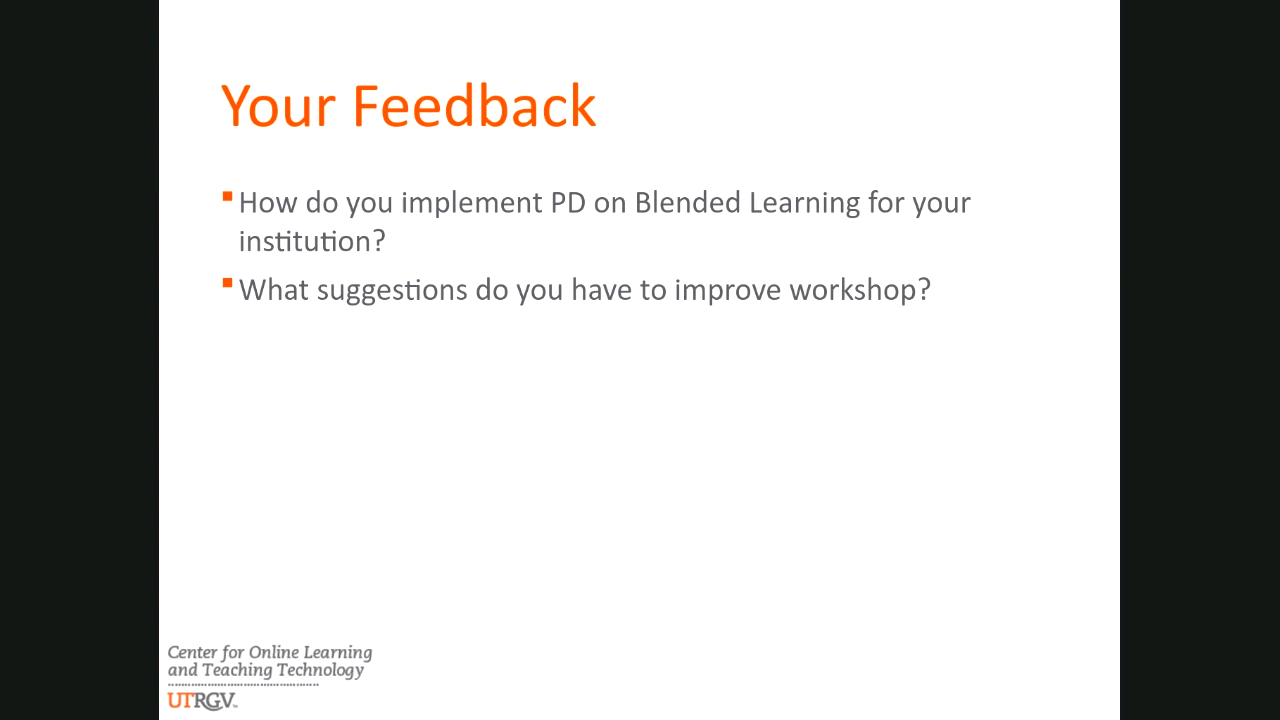 Your Feedback
How do you implement PD on Blended Learning for your
institution?
What suggestions do you have to improve workshop?
Center for Online Learning
and Teaching Technology
UTRGV